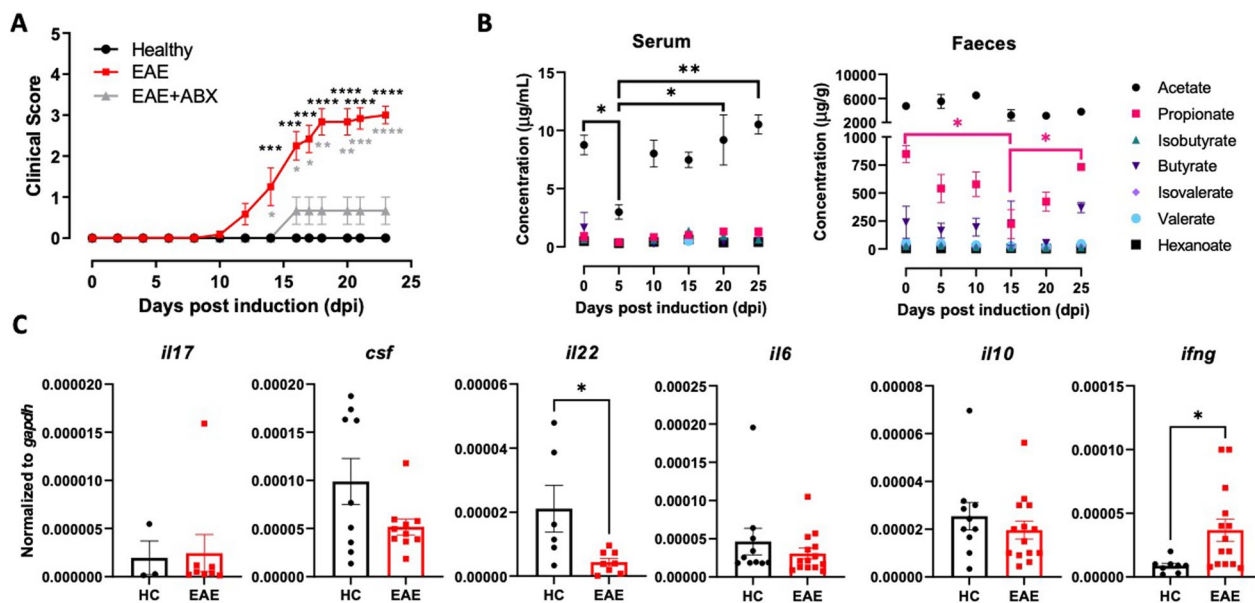 A
Healthy
EAE
EAE+ABX
Clinical Score
5
4
3
2
1
0
*** *** *** **** **** **** ****
* * * ** ** *** ****
0 5 10 15 20 25
Days post induction (dpi)
B
Serum
Concentration (μg/mL)
15
10
5
0
* * **
0 5 10 15 20 25
Days post induction (dpi)
Faeces
Concentration (μg/g)
10000
6000
2000
1000
750
500
250
0
* *
0 5 10 15 20 25
Days post induction (dpi)
Acetate
Propionate
Isobutyrate
Butyrate
Isovalerate
Valerate
Hexanoate
C
Normalized to gapdh
il17
0.000020
0.000015
0.000010
0.000005
0.000000
HC EAE
csf
0.00020
0.00015
0.00010
0.00005
0.00000
HC EAE
il22
0.00006
0.00004
0.00002
0.00000
*
HC EAE
il6
0.00025
0.00020
0.00015
0.00010
0.00005
0.00000
HC EAE
il10
0.00008
0.00006
0.00004
0.00002
0.00000
HC EAE
ifng
0.00015
0.00010
0.00005
0.00000
*
HC EAE